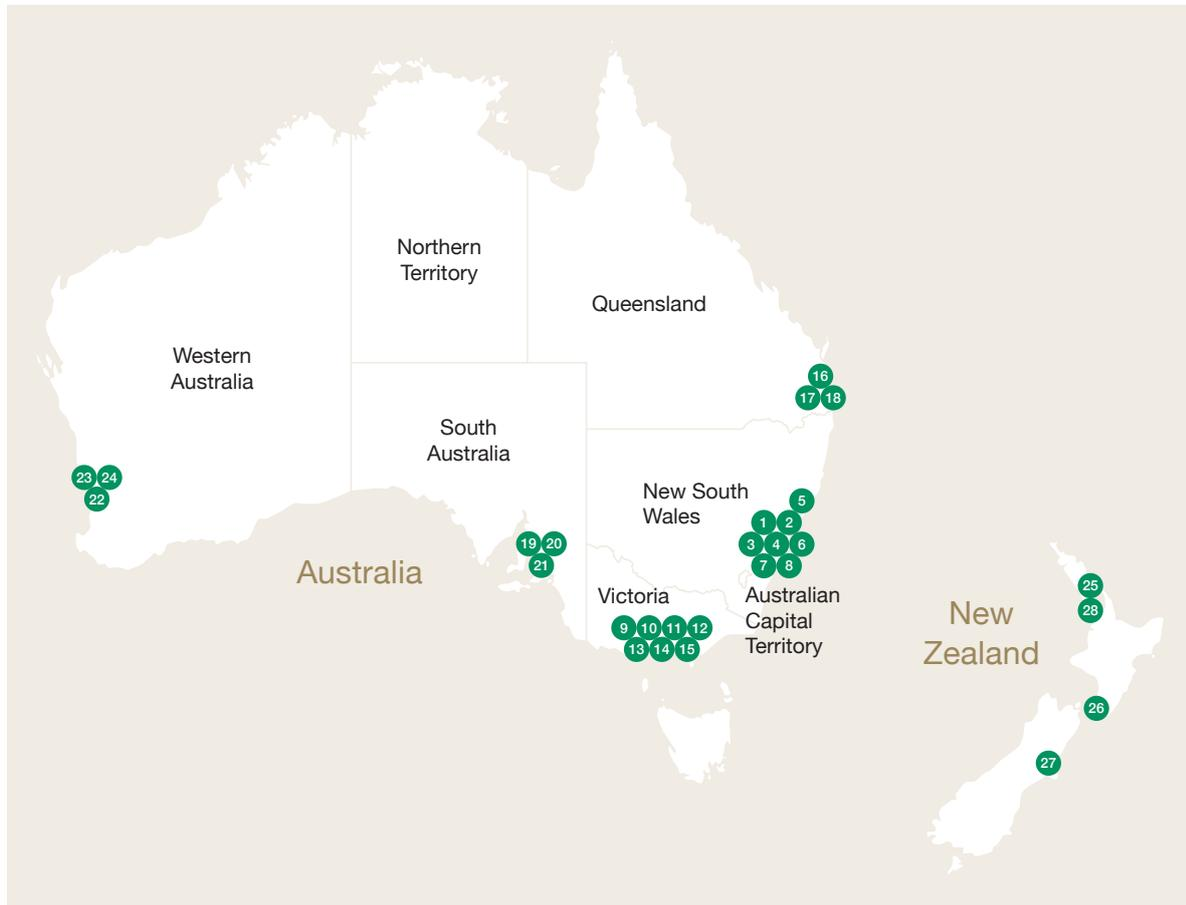 Northern
Territory
Queensland
Western
Australia
16
17 18
South
Australia
23 24
22
New South
Wales
5
1 2
3 4 6
7 8
19 20
21
Australia
Victoria
Australian
Capital
Territory
9 10 11 12
13 14 15
New
Zealand
25
28
26
27